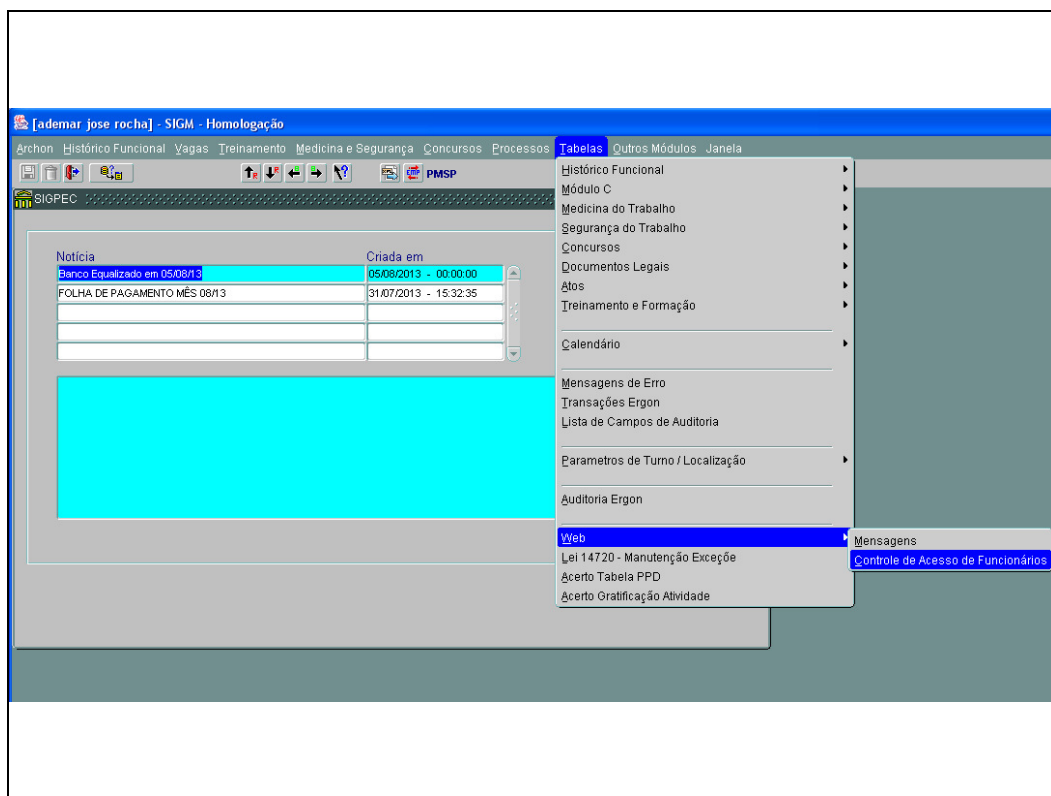 [ademar jose rocha] - SIGM - Homologação
Archon Histórico Funcional Vagas Treinamento Medicina e Segurança Concursos Processos Tabelas Outros Módulos Janela
PMSP
SIGPEC
Notícia Criada em
Banco Equalizado em 05/08/13 05/08/2013 - 00:00:00
FOLHA DE PAGAMENTO MÊS 08/13 31/07/2013 - 15:32:35
Histórico Funcional
Módulo C
Medicina do Trabalho
Segurança do Trabalho
Concursos
Documentos Legais
Atos
Treinamento e Formação
Calendário
Mensagens de Erro
Transações Ergon
Lista de Campos de Auditoria
Parametros de Turno / Localização
Auditoria Ergon
Web
Lei 14720 - Manutenção Exceçõe
Acerto Tabela PPD
Acerto Gratificação Atividade
Mensagens
Controle de Acesso de Funcionários